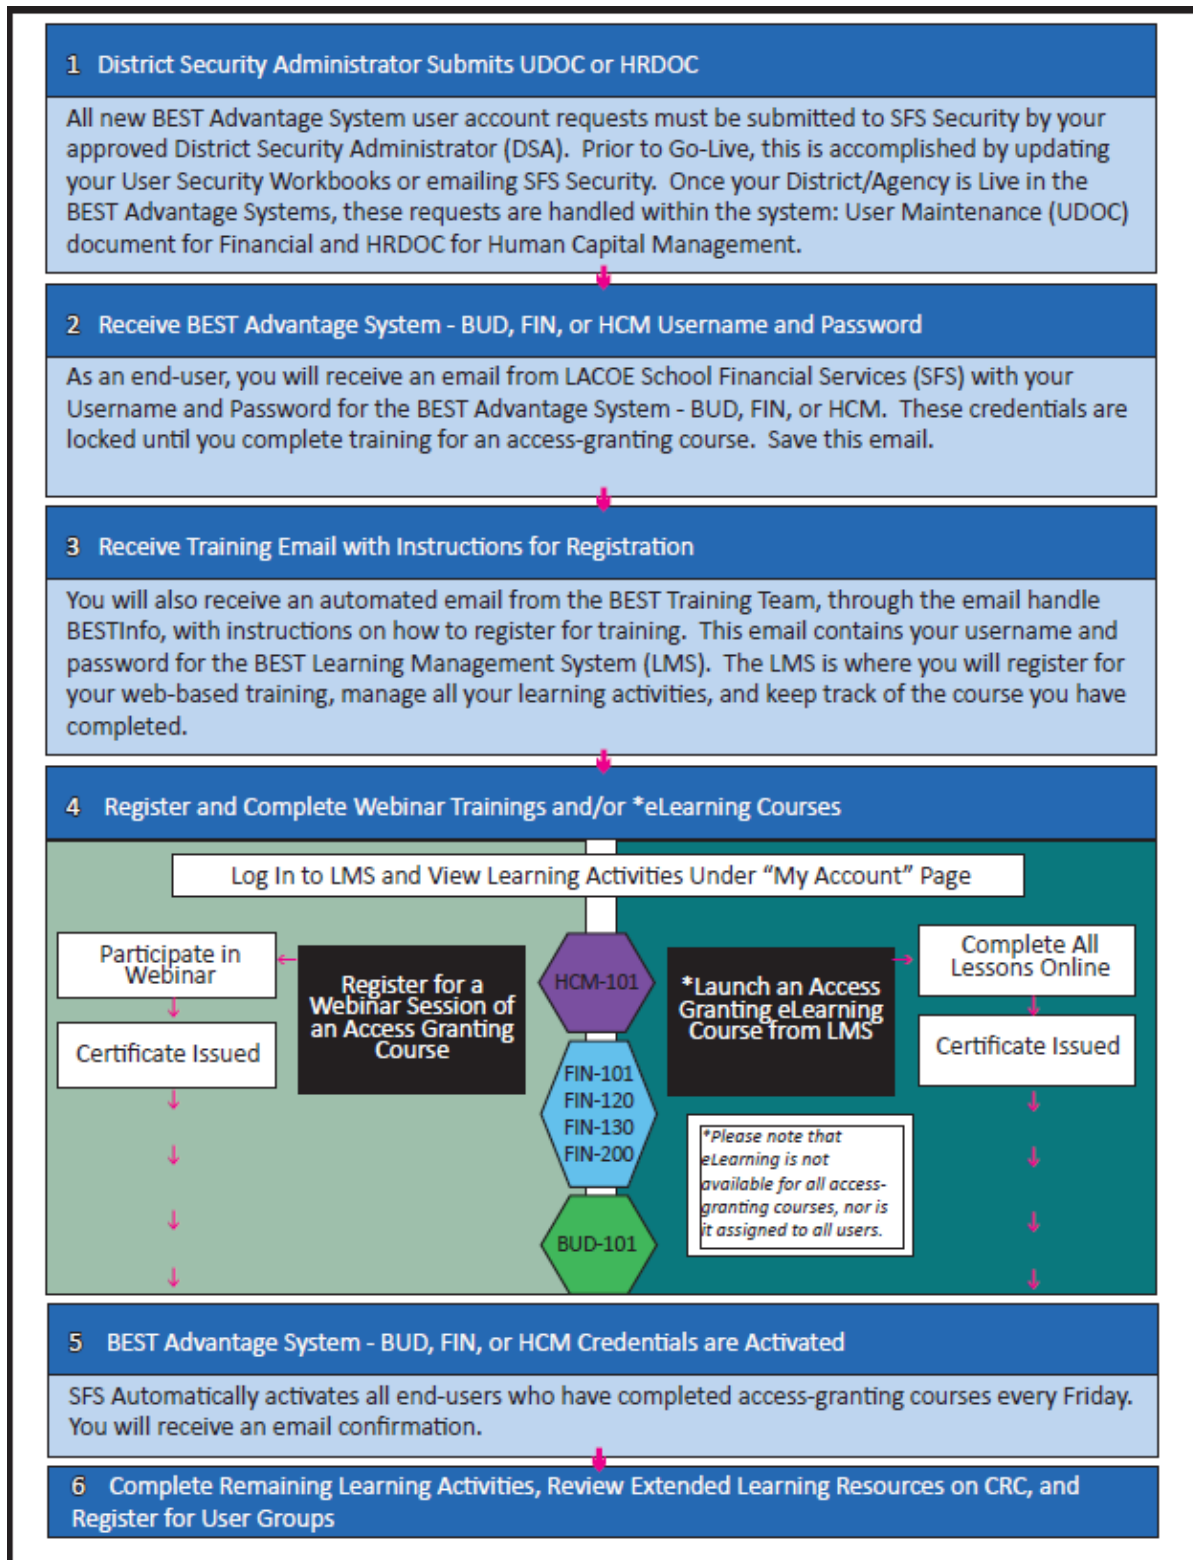 1 District Security Administrator Submits UDOC or HRDOC
All new BEST Advantage System user account requests must be submitted to SFS Security by your
approved District Security Administrator (DSA). Prior to Go-Live, this is accomplished by updating
your User Security Workbooks or emailing SFS Security. Once your District/Agency is Live in the
BEST Advantage Systems, these requests are handled within the system: User Maintenance (UDOC)
document for Financial and HRDOC for Human Capital Management.
2 Receive BEST Advantage System - BUD, FIN, or HCM Username and Password
As an end-user, you will receive an email from LACOE School Financial Services (SFS) with your
Username and Password for the BEST Advantage System - BUD, FIN, or HCM. These credentials are
locked until you complete training for an access-granting course. Save this email.
3 Receive Training Email with Instructions for Registration
You will also receive an automated email from the BEST Training Team, through the email handle
BESTInfo, with instructions on how to register for training. This email contains your username and
password for the BEST Learning Management System (LMS). The LMS is where you will register for
your web-based training, manage all your learning activities, and keep track of the course you have
completed.
4 Register and Complete Webinar Trainings and/or *eLearning Courses
Log In to LMS and View Learning Activities Under “My Account” Page
Participate in
Webinar
Certificate Issued
Register for a
Webinar Session of
an Access Granting
Course
HCM-101
FIN-101
FIN-120
FIN-130
FIN-200
BUD-101
*Launch an Access
Granting eLearning
Course from LMS
Complete All
Lessons Online
Certificate Issued
*Please note that
eLearning is not
available for all access-
granting courses, nor is
it assigned to all users.
5 BEST Advantage System - BUD, FIN, or HCM Credentials are Activated
SFS Automatically activates all end-users who have completed access-granting courses every Friday.
You will receive an email confirmation.
6 Complete Remaining Learning Activities, Review Extended Learning Resources on CRC, and
Register for User Groups